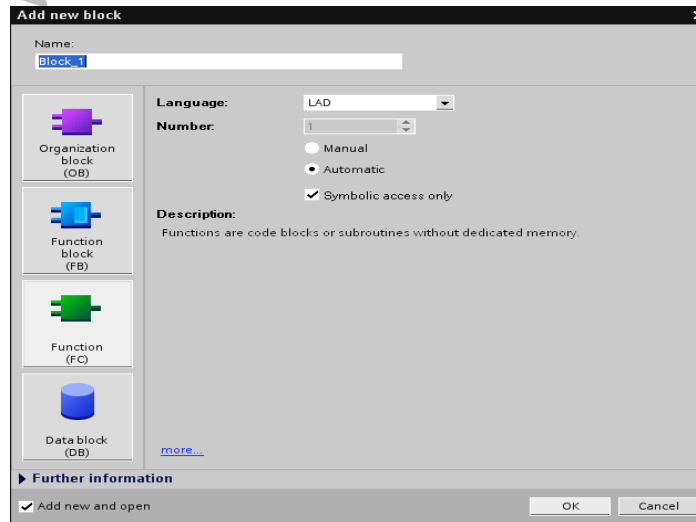 Add new block
Name:
Block_1
Organization
block
(OB)
Function
block
(FB)
Function
(FC)
Data block
(DB)
Language:
LAD
Number:
1
Manual
Automatic
Symbolic access only
Description:
Functions are code blocks or subroutines without dedicated memory.
more...
Further information
Add new and open
OK
Cancel